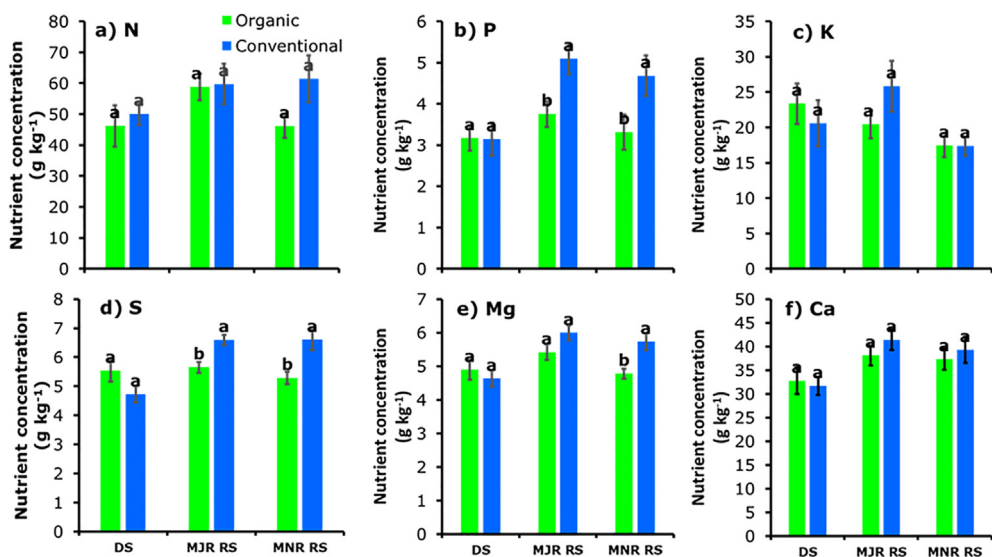 a) N
Organic
Conventional
Nutrient concentration
(g kg-1)
80
70
60
50
40
30
20
10
0
a
a
a
a
a
a
b) P
Nutrient concentration
(g kg-1)
6
5
4
3
2
1
0
a
a
b
a
b
a
c) K
Nutrient concentration
(g kg-1)
35
30
25
20
15
10
5
0
a
a
a
a
a
a
d) S
Nutrient concentration
(g kg-1)
8
7
6
5
4
3
2
1
0
a
a
b
a
b
a
DS
MJR RS
MNR RS
e) Mg
Nutrient concentration
(g kg-1)
7
6
5
4
3
2
1
0
a
a
a
a
b
a
DS
MJR RS
MNR RS
f) Ca
Nutrient concentration
(g kg-1)
50
45
40
35
30
25
20
15
10
5
0
a
a
a
a
a
a
DS
MJR RS
MNR RS